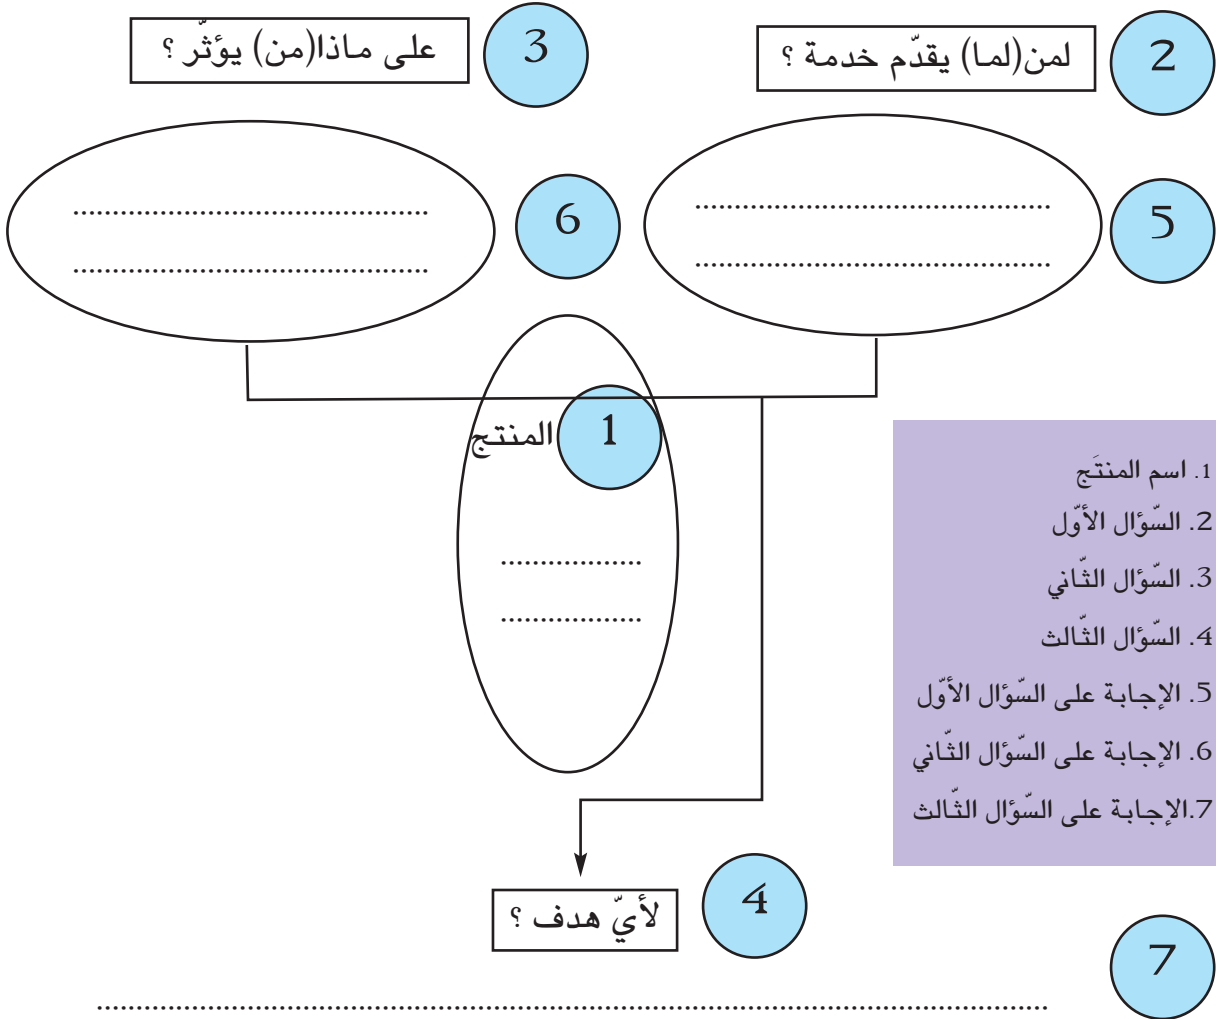 2
لمن(لما) يقدّم خدمة ؟
3
على ماذا(من) يؤثّر ؟
5
..................................................
..................................................
6
..................................................
..................................................
1
المنتج
....................
....................
1. اسم المنتَج
2. السّؤال الأوّل
3. السّؤال الثّاني
4. السّؤال الثّالث
5. الإجابة على السّؤال الأوّل
6. الإجابة على السّؤال الثّاني
7.الإجابة على السّؤال الثّالث
4
لأيّ هدف ؟
7
........................................................................................................................